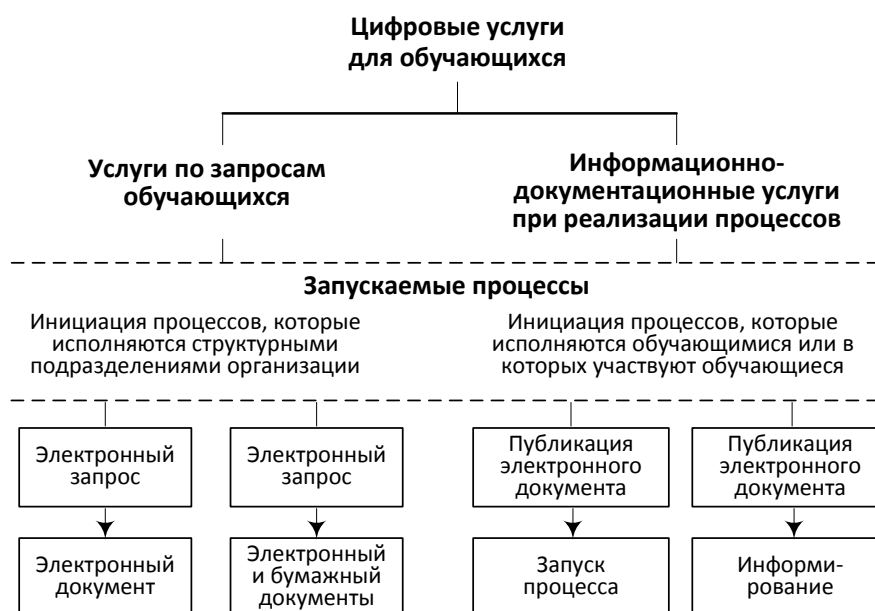 Цифровые услуги
для обучающихся
Услуги по запросам
обучающихся
Информационно-
документационные услуги
при реализации процессов
Запускаемые процессы
Инициация процессов, которые
исполняются структурными
подразделениями организации
Инициация процессов, которые
исполняются обучающимися или в
которых участвуют обучающиеся
Электронный
запрос
Электронный
запрос
Публикация
электронного
документа
Публикация
электронного
документа
Электронный
документ
Электронный
и бумажный
документы
Запуск
процесса
Информи-
рование